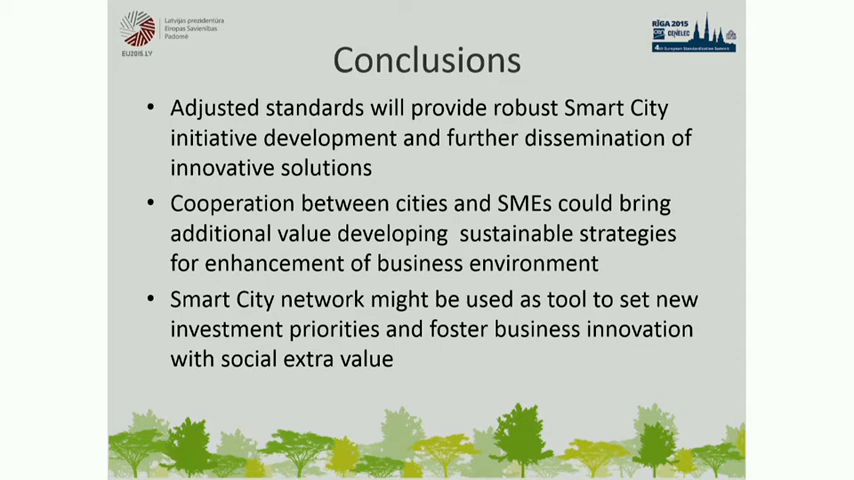 Latvijas prezidentūra
Eiropas Savienības
Padomē
EU2015.LV
RĪGA 2015
CENELEC
4th European Standardization Summit
Conclusions
• Adjusted standards will provide robust Smart City
initiative development and further dissemination of
innovative solutions
• Cooperation between cities and SMEs could bring
additional value developing sustainable strategies
for enhancement of business environment
• Smart City network might be used as tool to set new
investment priorities and foster business innovation
with social extra value